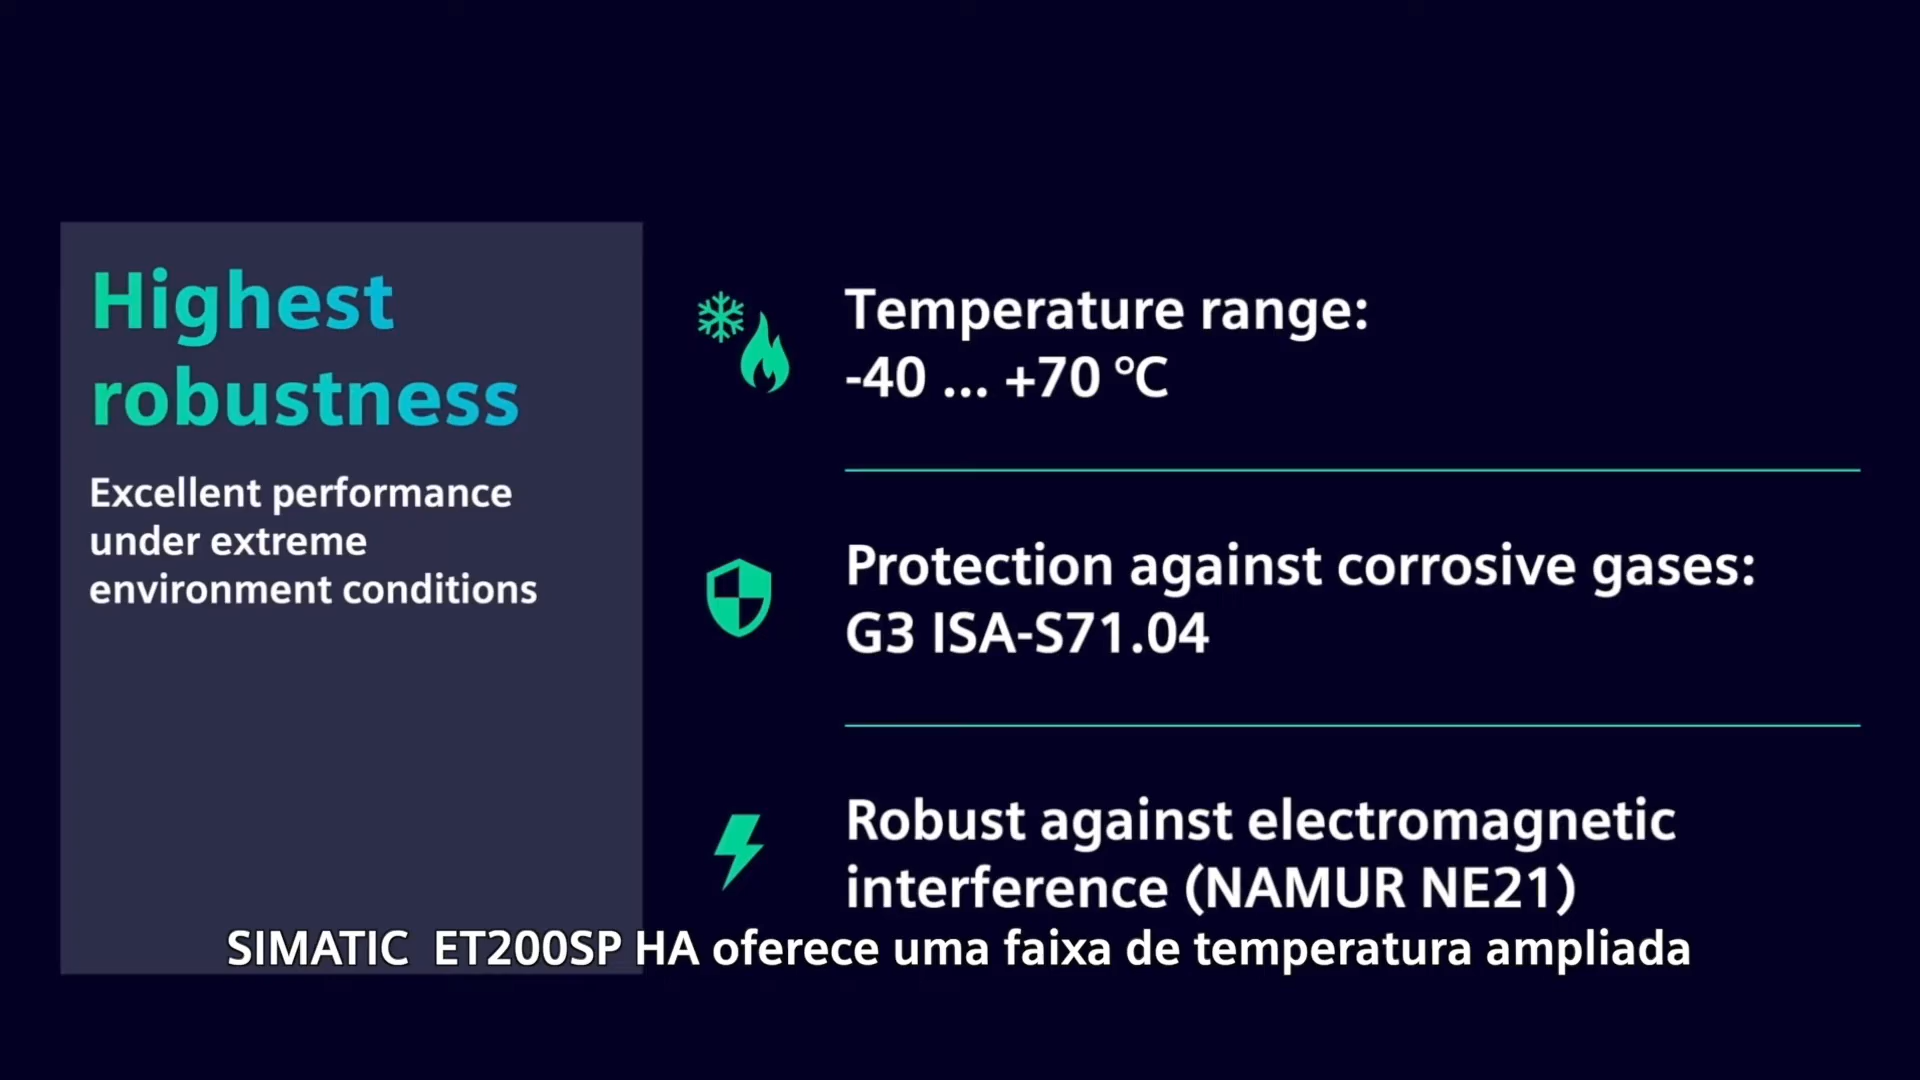 Highest
robustness
Excellent performance
under extreme
environment conditions
Temperature range:
-40 ... +70 °C
Protection against corrosive gases:
G3 ISA-S71.04
Robust against electromagnetic
interference (NAMUR NE21)
SIMATIC ET200SP HA oferece uma faixa de temperatura ampliada